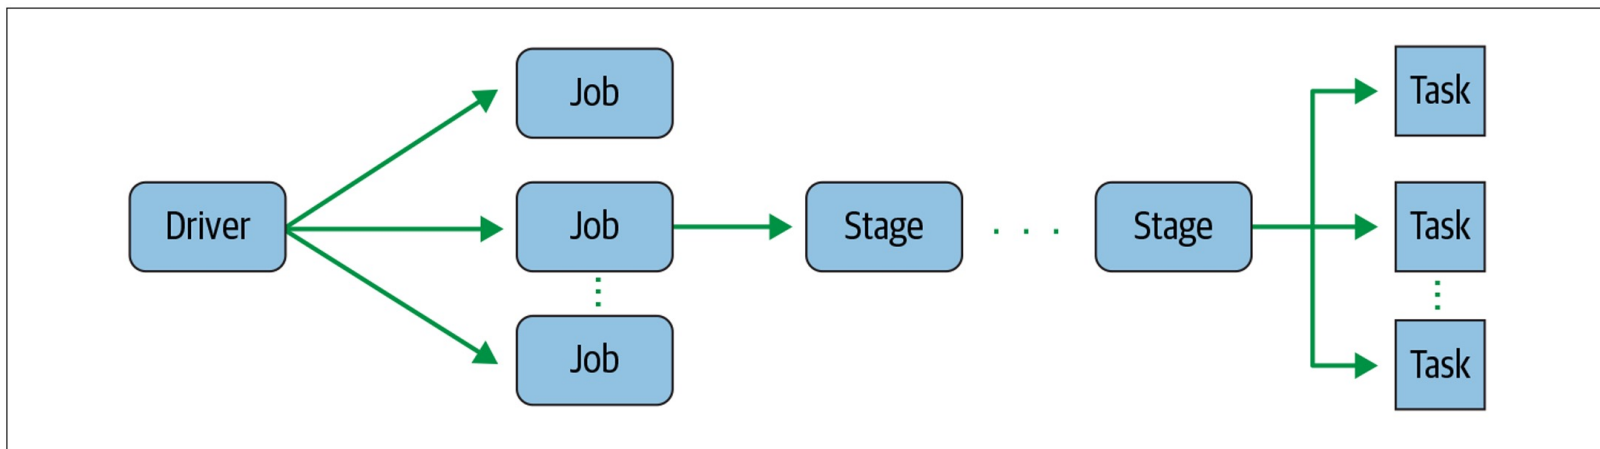 Job
Task
Driver
Job
Stage
Stage
Task
Job
Task